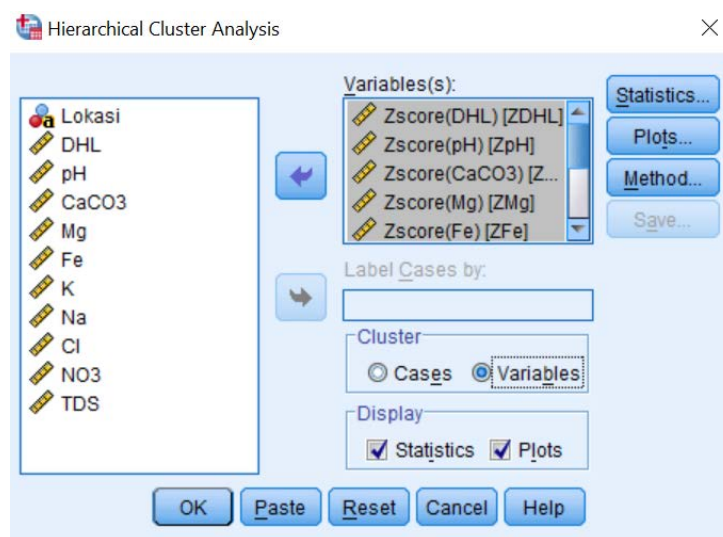 Hierarchical Cluster Analysis
Lokasi
DHL
pH
CaCO3
Mg
Fe
K
Na
Cl
NO3
TDS
Variables(s):
Zscore(DHL) [ZDHL]
Zscore(pH) [ZpH]
Zscore(CaCO3) [Z...
Zscore(Mg) [ZMg]
Zscore(Fe) [ZFe]
Label Cases by:
Cluster
Cases Variables
Display
Statistics Plots
Statistics...
Plots...
Method...
Save...
OK Paste Reset Cancel Help